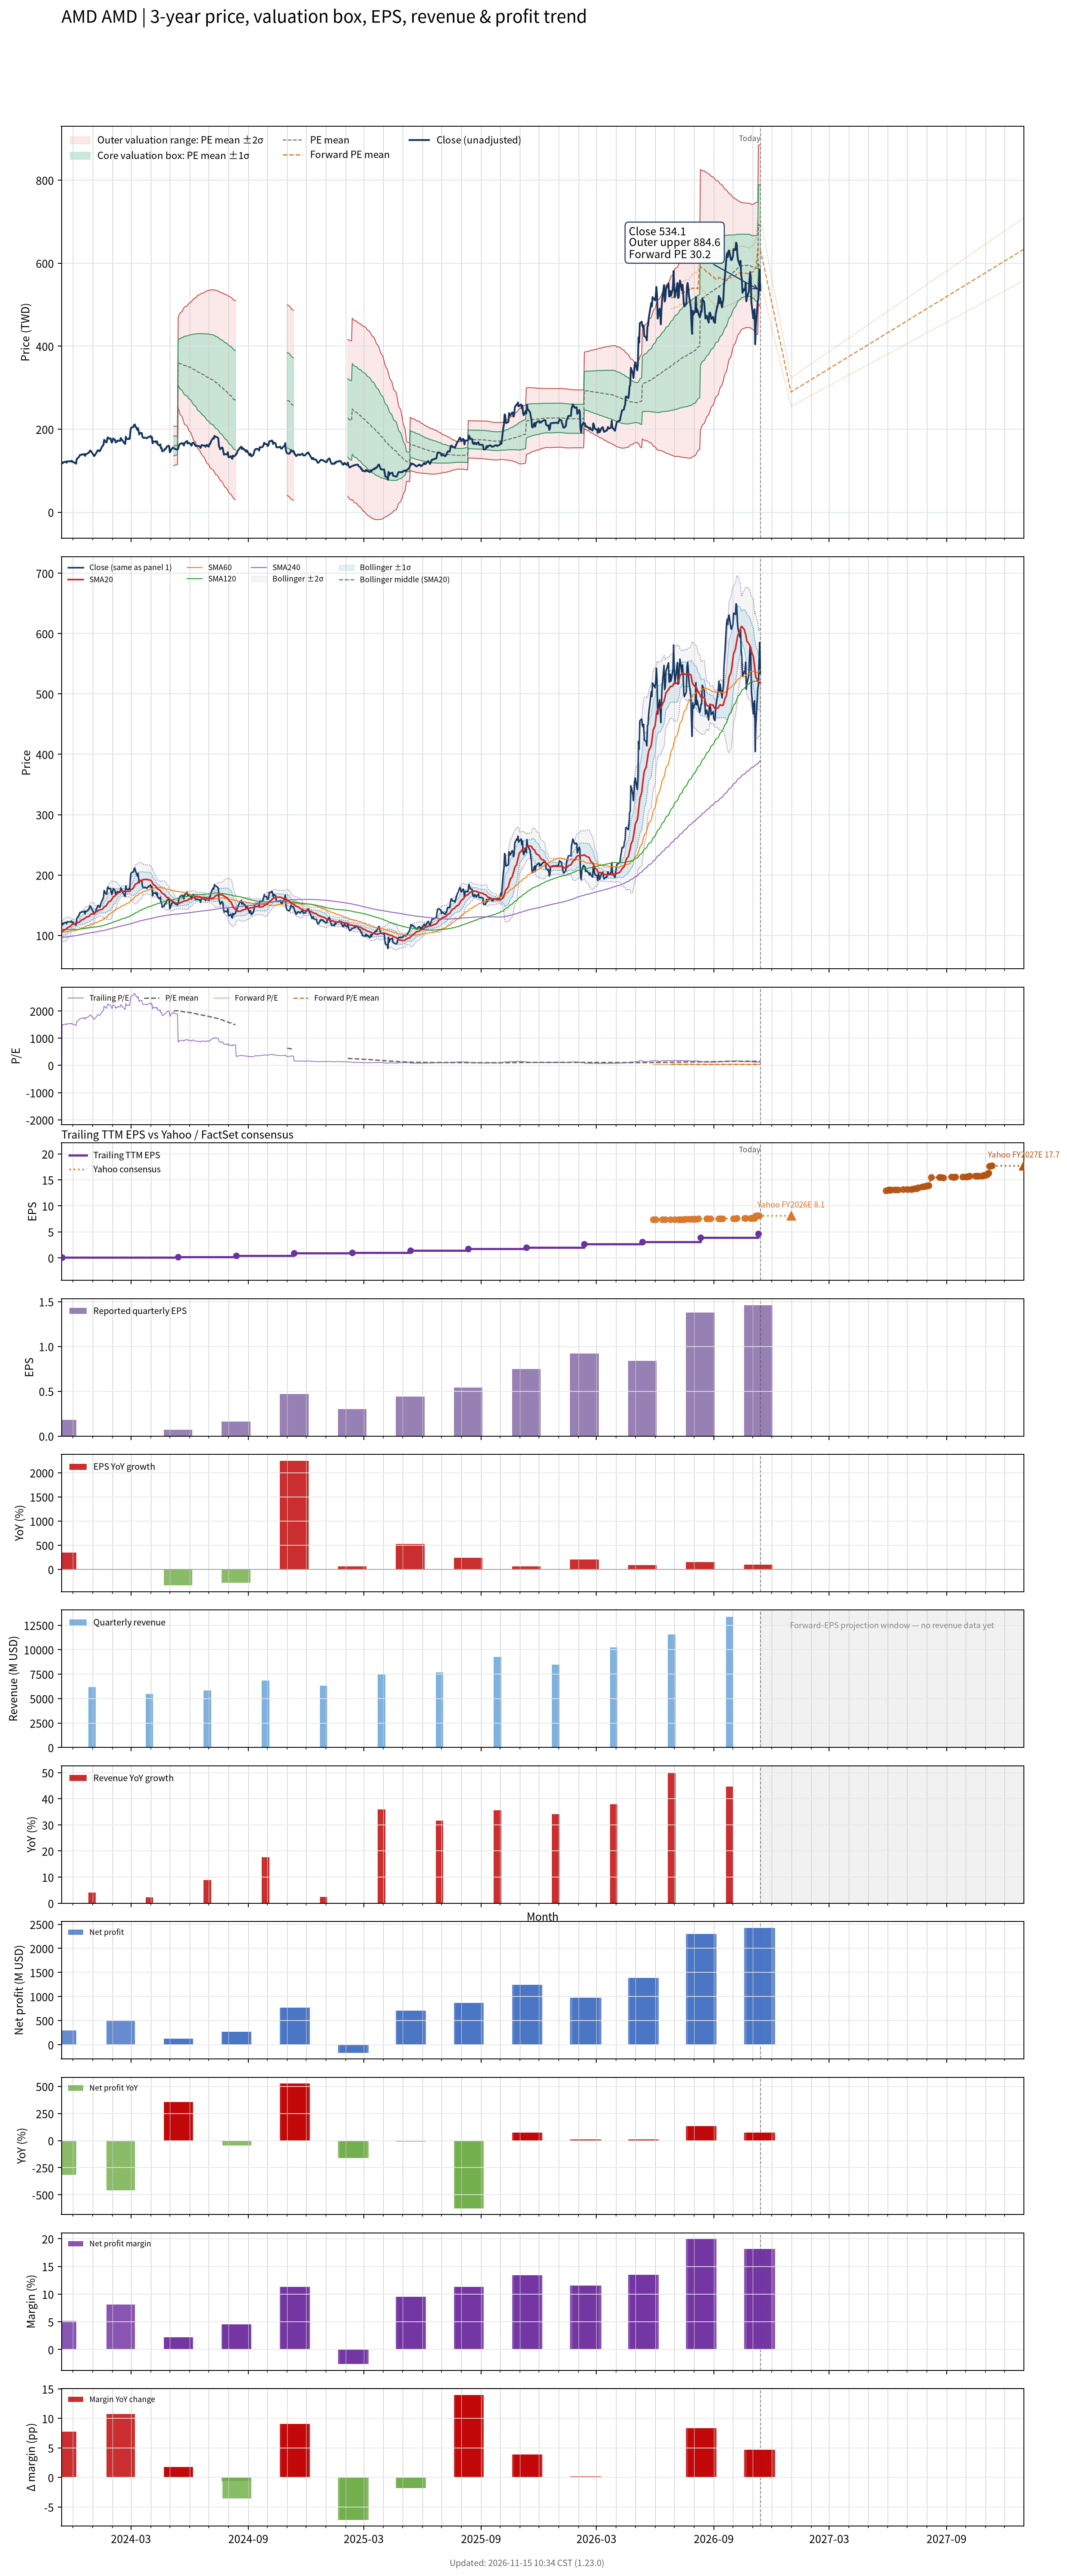 AMD AMD | 3-year price, valuation box, EPS, revenue & profit trend
Outer valuation range: PE mean ±2σ
Core valuation box: PE mean ±1σ
PE mean
Forward PE mean
Close (unadjusted)
Today
Close 534.1
Outer upper 884.6
Forward PE 30.2
Price (TWD)
800
600
400
200
0
Close (same as panel 1)
SMA20
SMA60
SMA120
SMA240
Bollinger ±2σ
Bollinger ±1σ
Bollinger middle (SMA20)
Price
700
600
500
400
300
200
100
Trailing P/E
P/E mean
Forward P/E
Forward P/E mean
P/E
2000
1000
0
-1000
-2000
Trailing TTM EPS vs Yahoo / FactSet consensus
Trailing TTM EPS
Yahoo consensus
Today
Yahoo FY2026E 8.1
Yahoo FY2027E 17.7
EPS
20
15
10
5
0
Reported quarterly EPS
EPS
1.5
1.0
0.5
0.0
EPS YoY growth
YoY (%)
2000
1500
1000
500
0
Quarterly revenue
Forward-EPS projection window — no revenue data yet
Revenue (M USD)
12500
10000
7500
5000
2500
0
Revenue YoY growth
YoY (%)
50
40
30
20
10
0
Month
Net profit
Net profit (M USD)
2500
2000
1500
1000
500
0
Net profit YoY
YoY (%)
500
250
0
-250
-500
Net profit margin
Margin (%)
20
15
10
5
0
Margin YoY change
Δ margin (pp)
15
10
5
0
-5
2024-03
2024-09
2025-03
2025-09
2026-03
2026-09
2027-03
2027-09
Updated: 2026-11-15 10:34 CST (1.23.0)